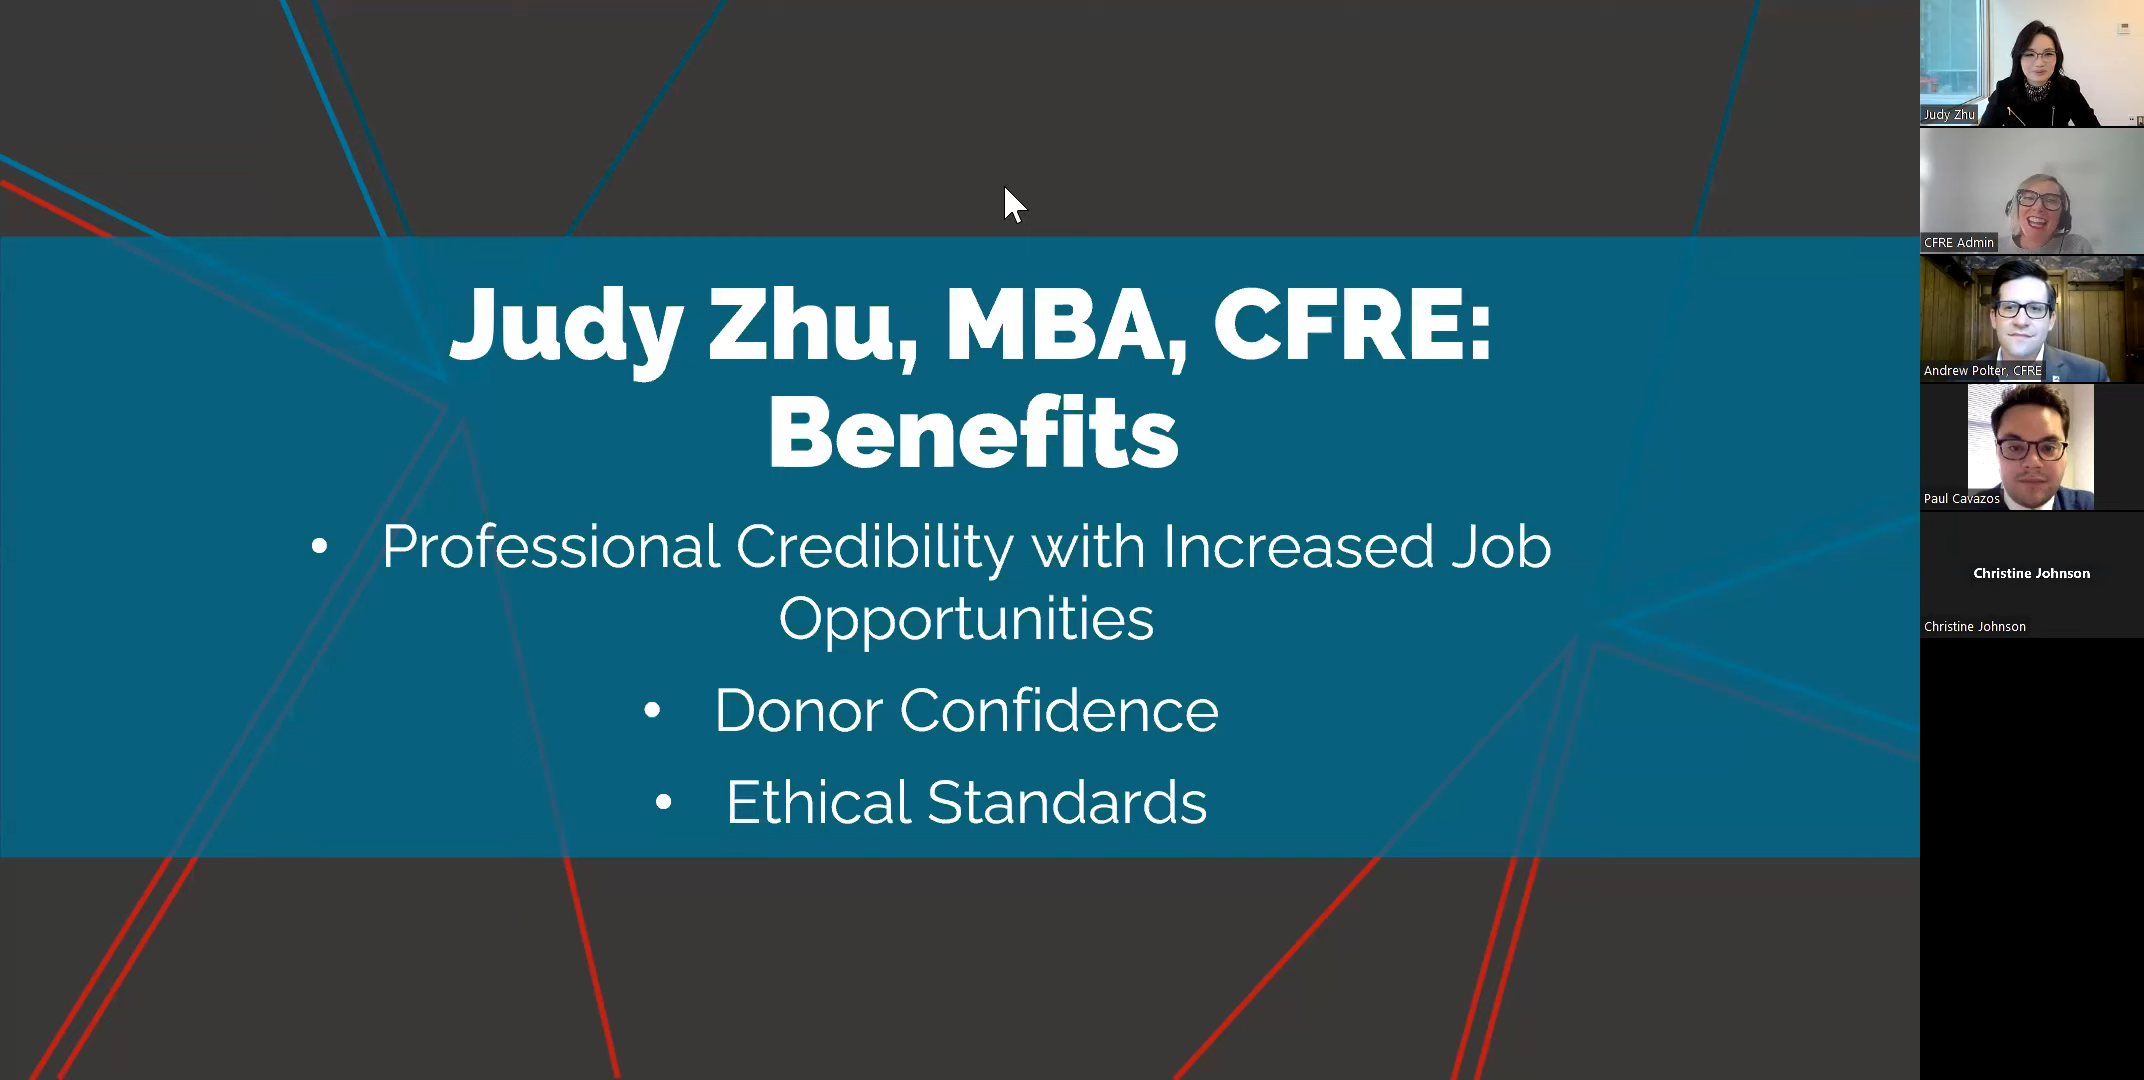 Judy Zhu, MBA, CFRE:
Benefits
• Professional Credibility with Increased Job
Opportunities
• Donor Confidence
• Ethical Standards
Judy Zhu
CFRE Admin
Andrew Polter, CFRE
Paul Cavazos
Christine Johnson
Christine Johnson